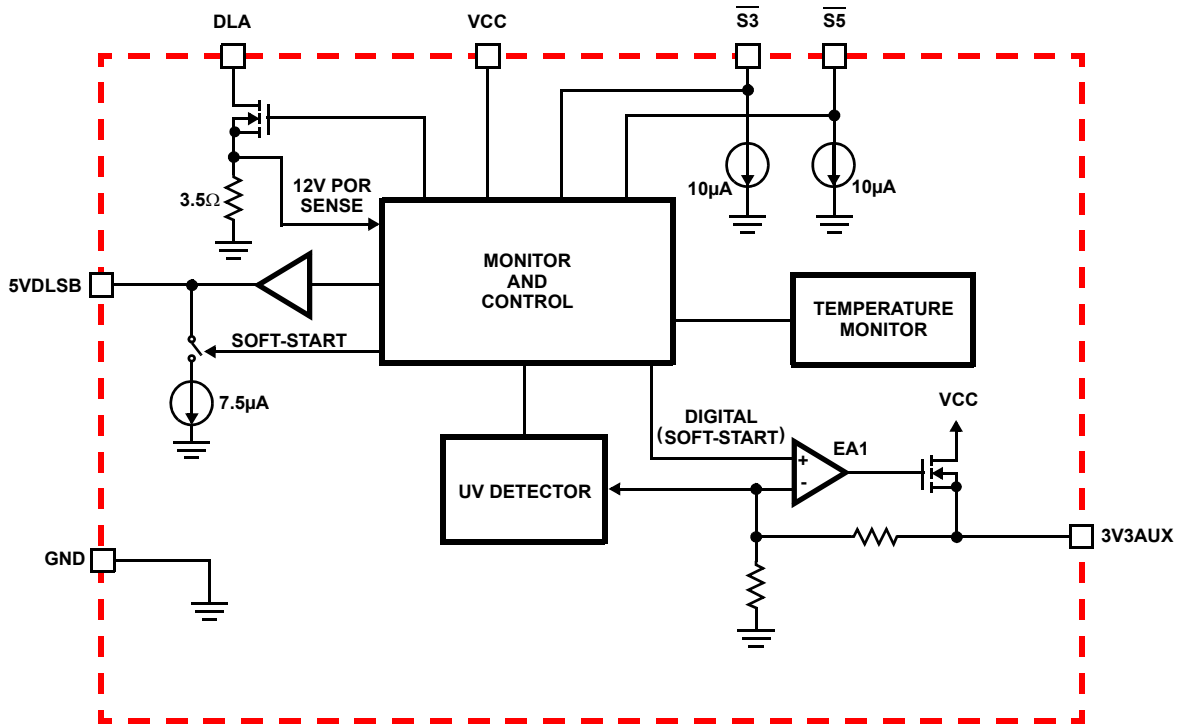 DLA
VCC
S3
S5
12V POR
SENSE
3.5Ω
10µA
10µA
5VDLSB
MONITOR
AND
CONTROL
TEMPERATURE
MONITOR
SOFT-START
7.5µA
DIGITAL
(SOFT-START)
VCC
EA1
+
-
UV DETECTOR
3V3AUX
GND